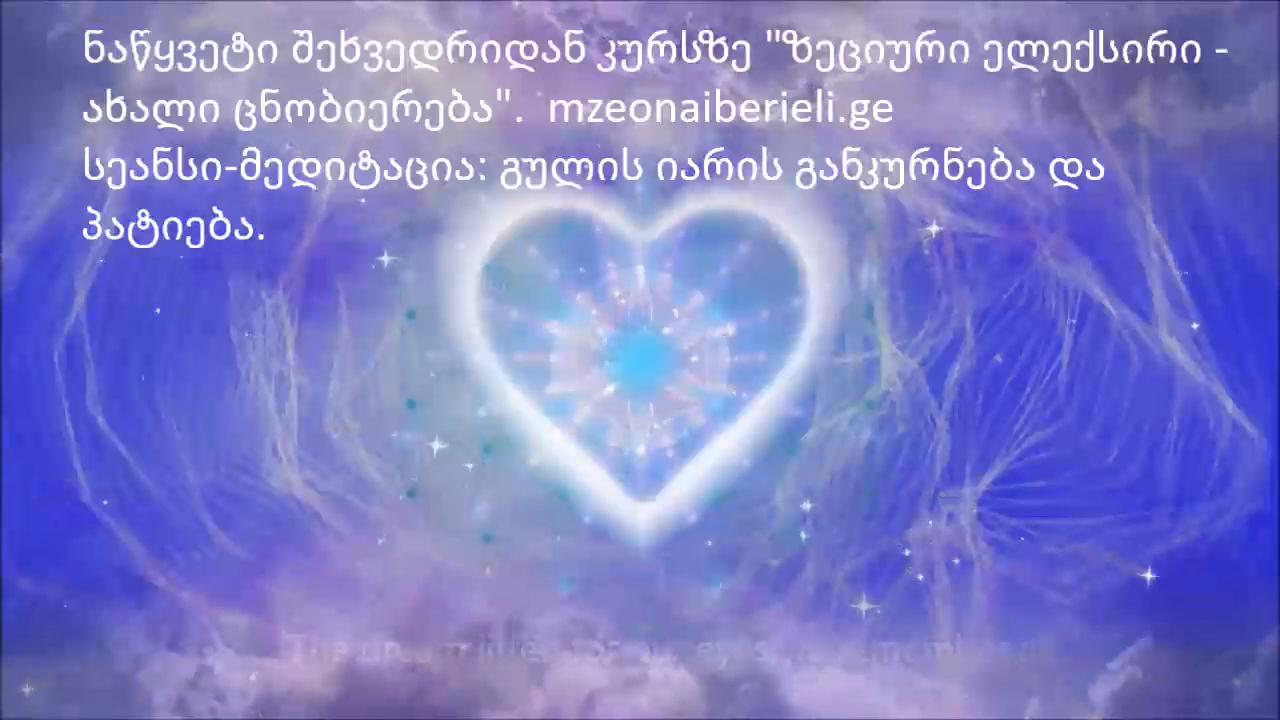 ნაწყვეტი შეხვედრიდან კურსზე "ზეციური ელექსირი -
ახალი ცნობიერება".  mzeonaiberieli.ge
სეანსი-მედიტაცია: გულის იარის განკურნება და
პატიება.